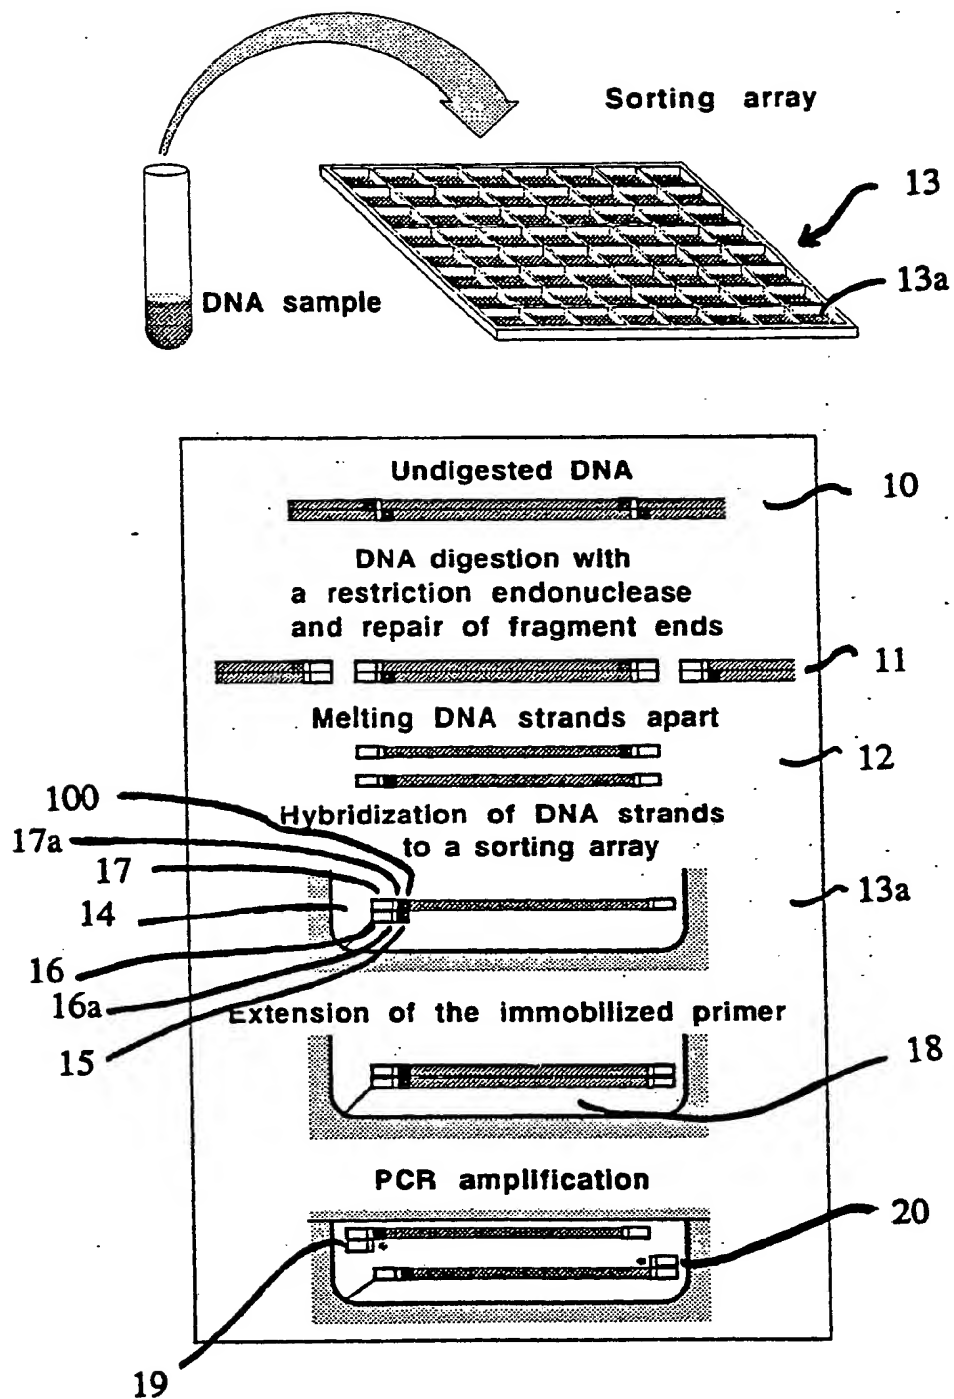 Sorting array
13
13a
DNA sample
Undigested DNA
10
DNA digestion with
a restriction endonuclease
and repair of fragment ends
11
Melting DNA strands apart
12
100
Hybridization of DNA strands
to a sorting array
17a
17
14
13a
16
16a
15
Extension of the immobilized primer
18
PCR amplification
20
19